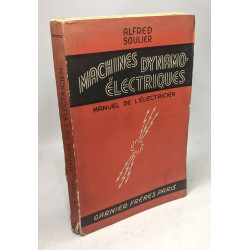 ALFRED
SOULIER
MACHINES DYNAMO-
ÉLECTRIQUES
MANUEL DE L'ÉLECTRICIEN
GARNIER FRÈRES PARIS